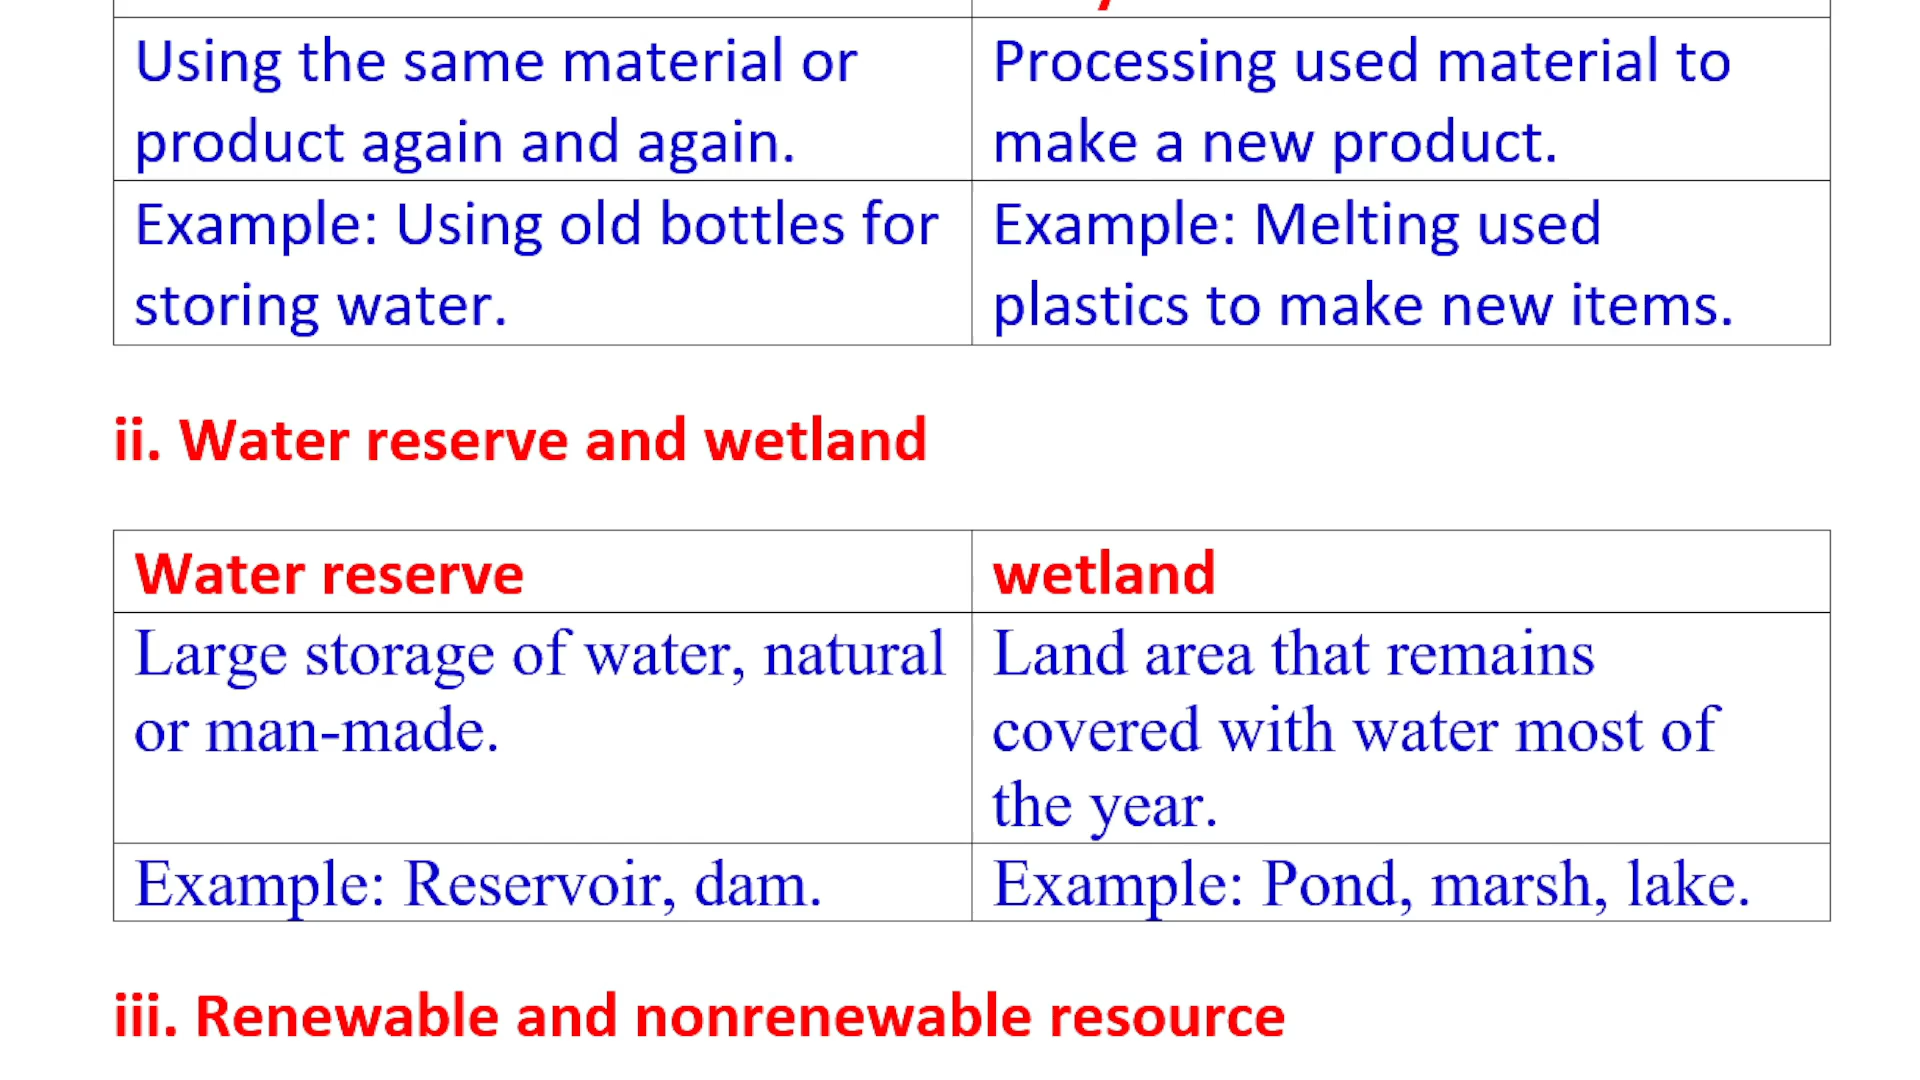 Using the same material or
product again and again.
Processing used material to
make a new product.
Example: Using old bottles for
storing water.
Example: Melting used
plastics to make new items.
ii. Water reserve and wetland
Water reserve
wetland
Large storage of water, natural
or man-made.
Land area that remains
covered with water most of
the year.
Example: Reservoir, dam.
Example: Pond, marsh, lake.
iii. Renewable and nonrenewable resource